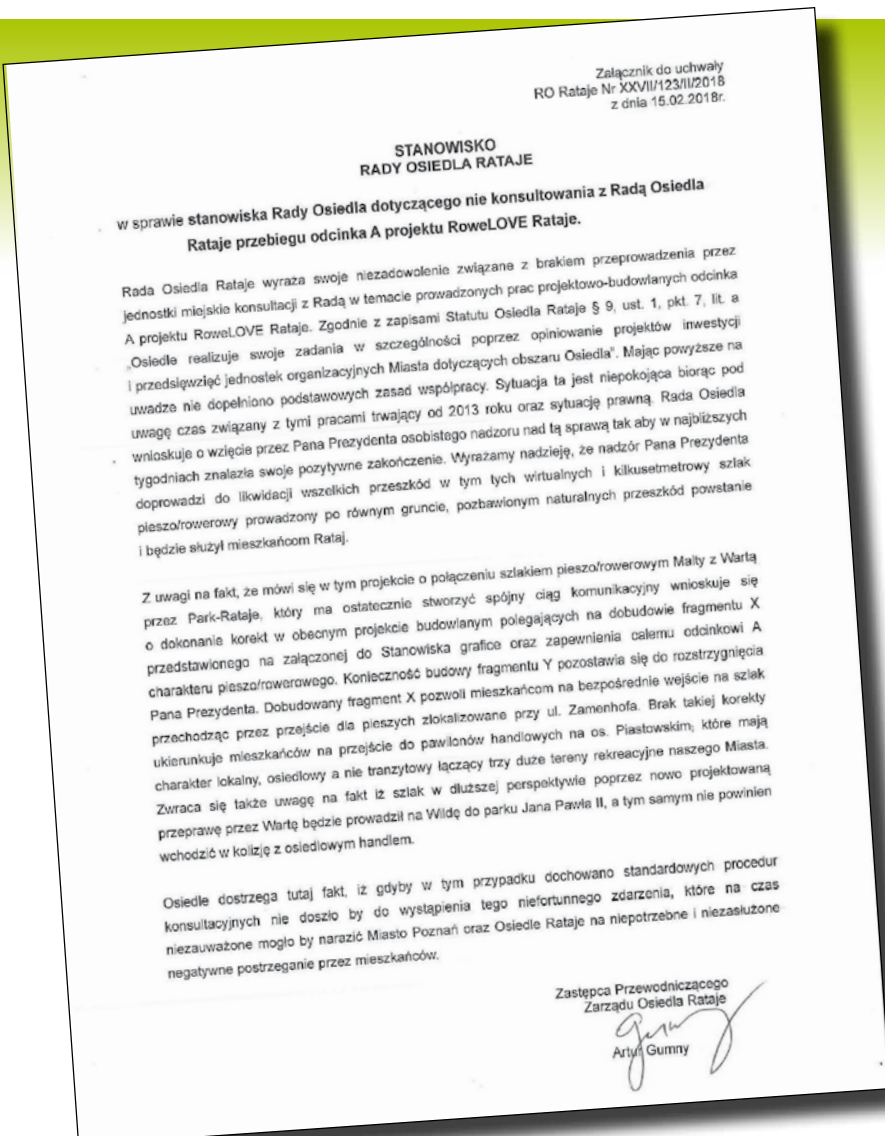 Załącznik do uchwały
RO Rataje Nr XXVII/123/II/2018
z dnia 15.02.2018r.
STANOWISKO
RADY OSIEDLA RATAJE
w sprawie stanowiska Rady Osiedla dotyczącego nie konsultowania z Radą Osiedla
Rataje przebiegu odcinka A projektu RoweLOVE Rataje.
Rada Osiedla Rataje wyraża swoje niezadowolenie związane z brakiem przeprowadzenia przez
jednostki miejskie konsultacji z Radą w temacie prowadzonych prac projektowo-budowlanych odcinka
A projektu RoweLOVE Rataje. Zgodnie z zapisami Statutu Osiedla Rataje § 9, ust. 1, pkt. 7, lit. a
„Osiedle realizuje swoje zadania w szczególności poprzez opiniowanie projektów inwestycji
i przedsięwzięć jednostek organizacyjnych Miasta dotyczących obszaru Osiedla”. Mając powyższe na
uwadze nie dopełniono podstawowych zasad współpracy. Sytuacja ta jest niepokojąca biorąc pod
uwagę czas związany z tymi pracami trwający od 2013 roku oraz sytuację prawną. Rada Osiedla
wnioskuje o wzięcie przez Pana Prezydenta osobistego nadzoru nad tą sprawą tak aby w najbliższych
tygodniach znalazła swoje pozytywne zakończenie. Wyrażamy nadzieję, że nadzór Pana Prezydenta
doprowadzi do likwidacji wszelkich przeszkód w tym tych wirtualnych i kilkusetmetrowy szlak
pieszo/rowerowy prowadzony po równym gruncie, pozbawionym naturalnych przeszkód powstanie
i będzie służył mieszkańcom Rataj.
Z uwagi na fakt, że mówi się w tym projekcie o połączeniu szlakiem pieszo/rowerowym Malty z Wartą
przez Park-Rataje, który ma ostatecznie stworzyć spójny ciąg komunikacyjny wnioskuje się
o dokonanie korekt w obecnym projekcie budowlanym polegających na dobudowie fragmentu X
przedstawionego na załączonej do Stanowiska grafice oraz zapewnienia całemu odcinkowi A
charakteru pieszo/rowerowego. Konieczność budowy fragmentu Y pozostawia się do rozstrzygnięcia
Pana Prezydenta. Dobudowany fragment X pozwoli mieszkańcom na bezpośrednie wejście na szlak
przechodząc przez przejście dla pieszych zlokalizowane przy ul. Zamenhofa. Brak takiej korekty
ukierunkuje mieszkańców na przejście do pawilonów handlowych na os. Piastowskim, które mają
charakter lokalny, osiedlowy a nie tranzytowy łączący trzy duże tereny rekreacyjne naszego Miasta.
Zwraca się także uwagę na fakt iż szlak w dłuższej perspektywie poprzez nowo projektowaną
przeprawę przez Wartę będzie prowadził na Wildę do parku Jana Pawła II, a tym samym nie powinien
wchodzić w kolizję z osiedlowym handlem.
Osiedle dostrzega tutaj fakt, iż gdyby w tym przypadku dochowano standardowych procedur
konsultacyjnych nie doszło by do wystąpienia tego niefortunnego zdarzenia, które na czas
niezauważone mogło by narazić Miasto Poznań oraz Osiedle Rataje na niepotrzebne i niezasłużone
negatywne postrzeganie przez mieszkańców.
Zastępca Przewodniczącego
Zarządu Osiedla Rataje
Artur Gumny